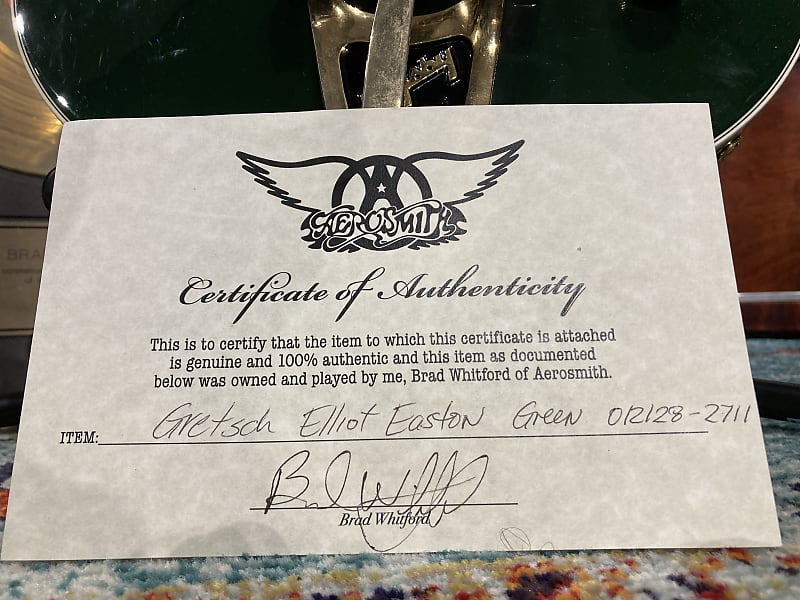 AEROSMITH
Certificate of Authenticity
This is to certify that the item to which this certificate is attached
is genuine and 100% authentic and this item as documented
below was owned and played by me, Brad Whitford of Aerosmith.
ITEM: Gretsch Elliot Easton Green 012128-2711
Brad Whitford
BRA